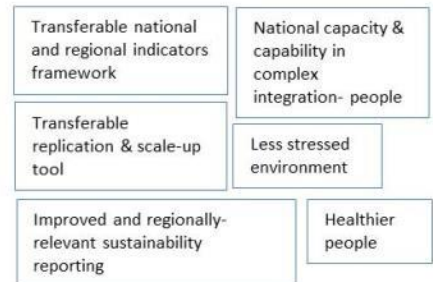 Transferable national
and regional indicators
framework
National capacity &
capability in
complex
integration- people
Transferable
replication & scale-up
tool
Less stressed
environment
Improved and regionally-
relevant sustainability
reporting
Healthier
people